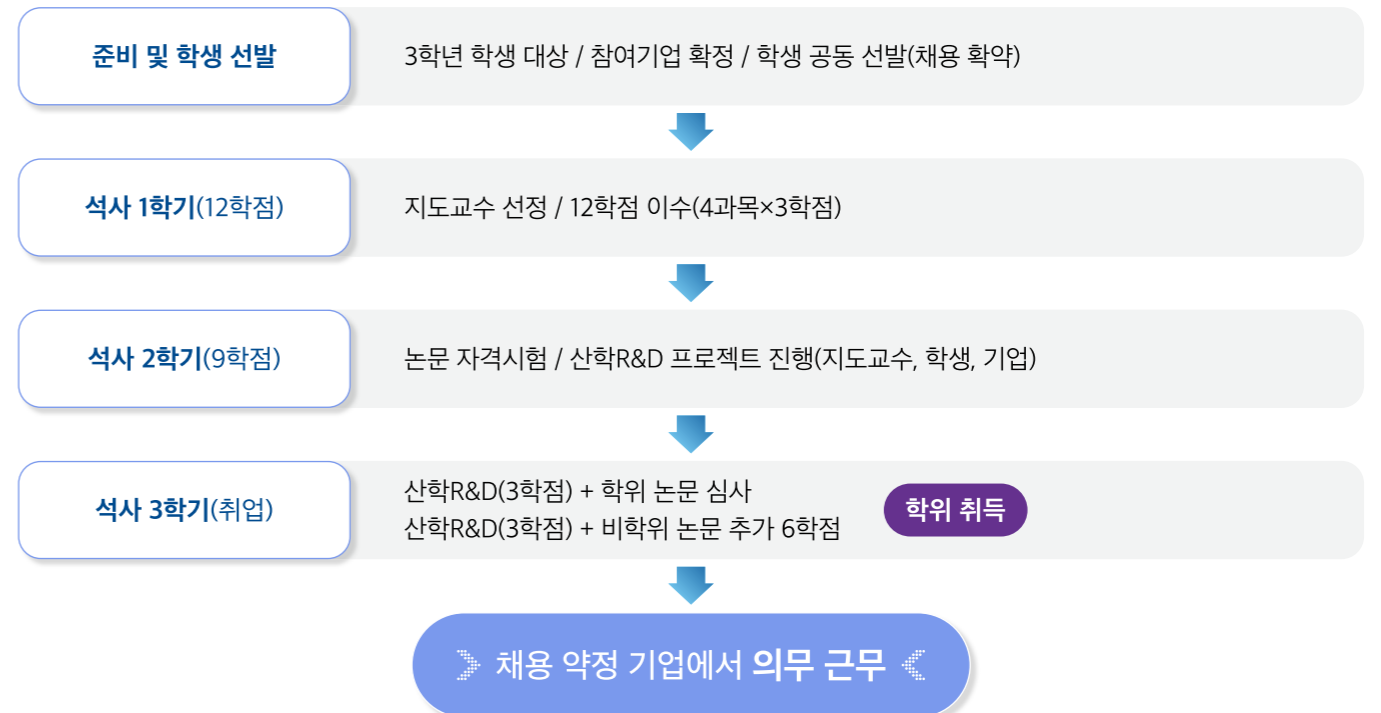 준비 및 학생 선발
3학년 학생 대상 / 참여기업 확정 / 학생 공동 선발(채용 확약)
석사 1학기(12학점)
지도교수 선정 / 12학점 이수(4과목×3학점)
석사 2학기(9학점)
논문 자격시험 / 산학R&D 프로젝트 진행(지도교수, 학생, 기업)
석사 3학기(취업)
산학R&D(3학점) + 학위 논문 심사
산학R&D(3학점) + 비학위 논문 추가 6학점
학위 취득
채용 약정 기업에서 의무 근무